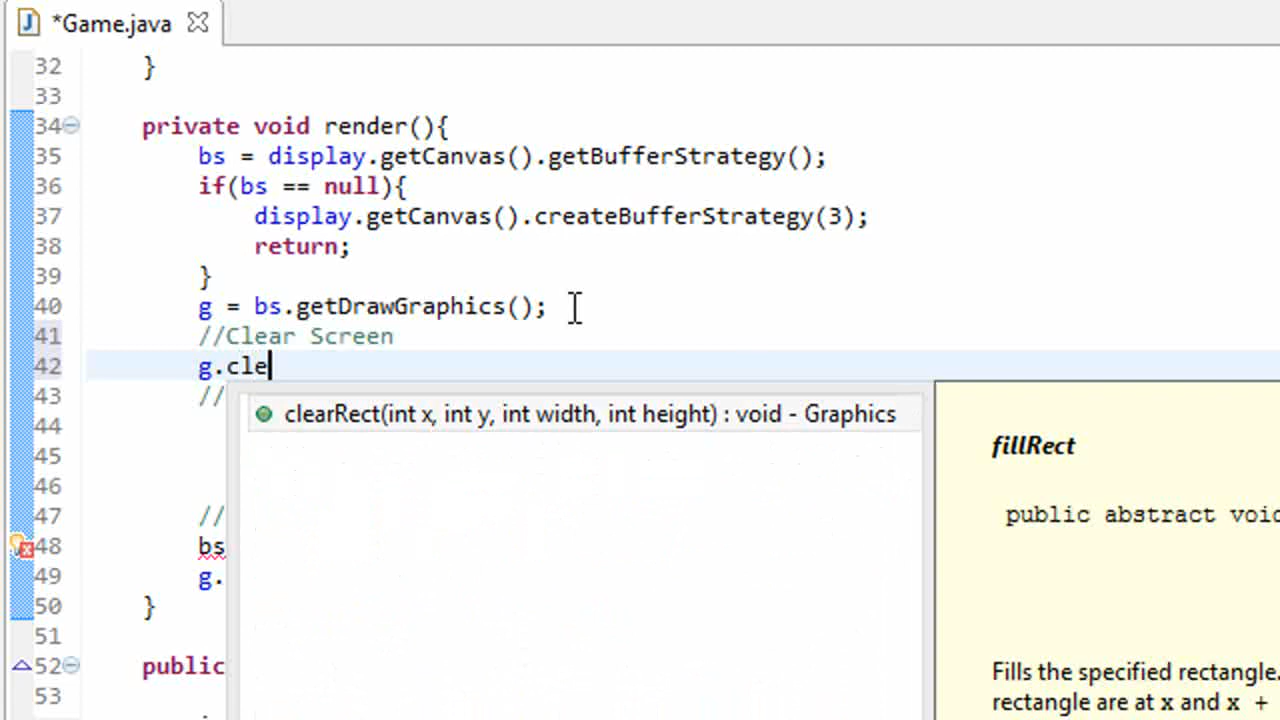 *Game.java
32 }
33
34 private void render(){
35 bs = display.getCanvas().getBufferStrategy();
36 if(bs == null){
37 display.getCanvas().createBufferStrategy(3);
38 return;
39 }
40 g = bs.getDrawGraphics();
41 //Clear Screen
42 g.cle
43 //
clearRect(int x, int y, int width, int height) : void - Graphics
44
fillRect
45
46
47 //
public abstract void
48 bs
49 g.
50 }
51
52 public
Fills the specified rectangle.
53
rectangle are at x and x +